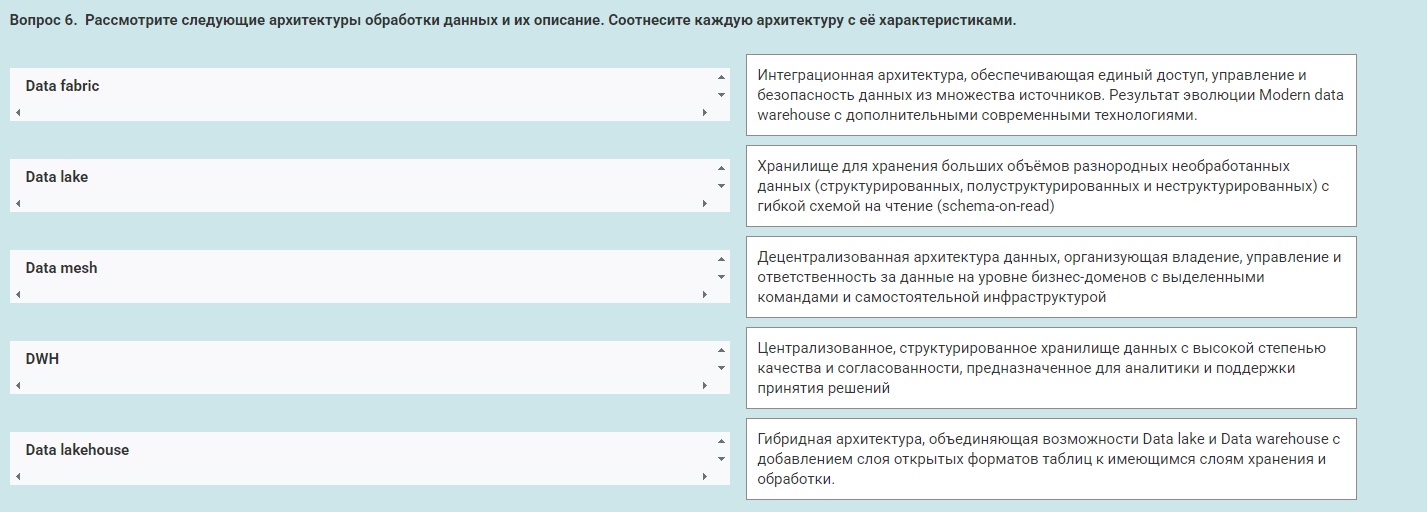 Вопрос 6. Рассмотрите следующие архитектуры обработки данных и их описание. Соотнесите каждую архитектуру с её характеристиками.
Data fabric
Интеграционная архитектура, обеспечивающая единый доступ, управление и
безопасность данных из множества источников. Результат эволюции Modern data
warehouse с дополнительными современными технологиями.
Data lake
Хранилище для хранения больших объёмов разнородных необработанных
данных (структурированных, полуструктурированных и неструктурированных) с
гибкой схемой на чтение (schema-on-read)
Data mesh
Децентрализованная архитектура данных, организующая владение, управление и
ответственность за данные на уровне бизнес-доменов с выделенными
командами и самостоятельной инфраструктурой
DWH
Централизованное, структурированное хранилище данных с высокой степенью
качества и согласованности, предназначенное для аналитики и поддержки
принятия решений
Data lakehouse
Гибридная архитектура, объединяющая возможности Data lake и Data warehouse с
добавлением слоя открытых форматов таблиц к имеющимся слоям хранения и
обработки.